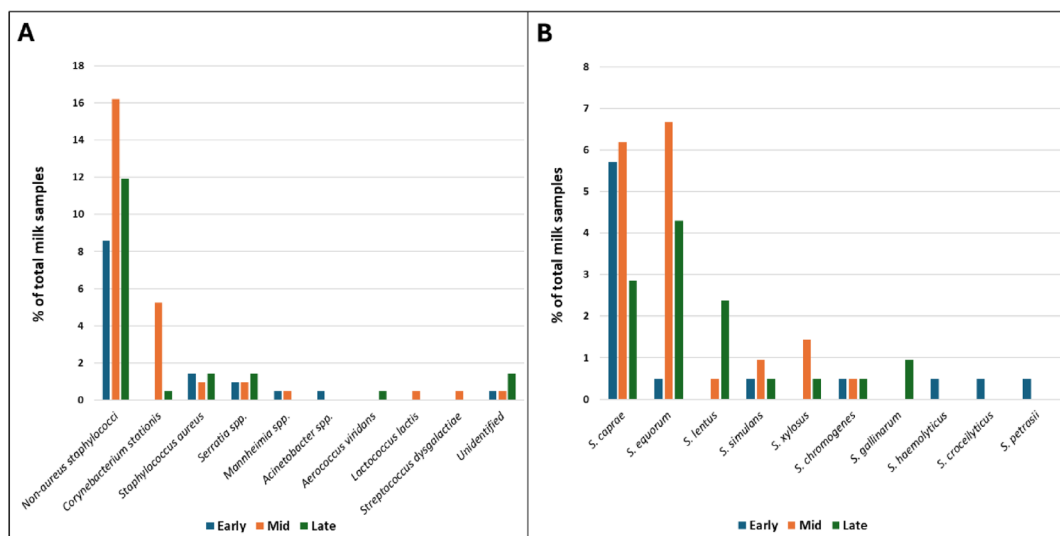 A
18
16
14
12
10
8
6
4
2
0
% of total milk samples
Non-aureus staphylococci
Corynebacterium stationis
Staphylococcus aureus
Serratia spp.
Mannheimia spp.
Acinetobacter spp.
Aerococcus viridans
Lactococcus lactis
Streptococcus dysgalactiae
Unidentified
Early Mid Late
B
8
7
6
5
4
3
2
1
0
% of total milk samples
S. caprae
S. equorum
S. lentus
S. simulans
S. xylosus
S. chromogenes
S. gallinarum
S. haemolyticus
S. croceilyticus
S. petrasii
Early Mid Late